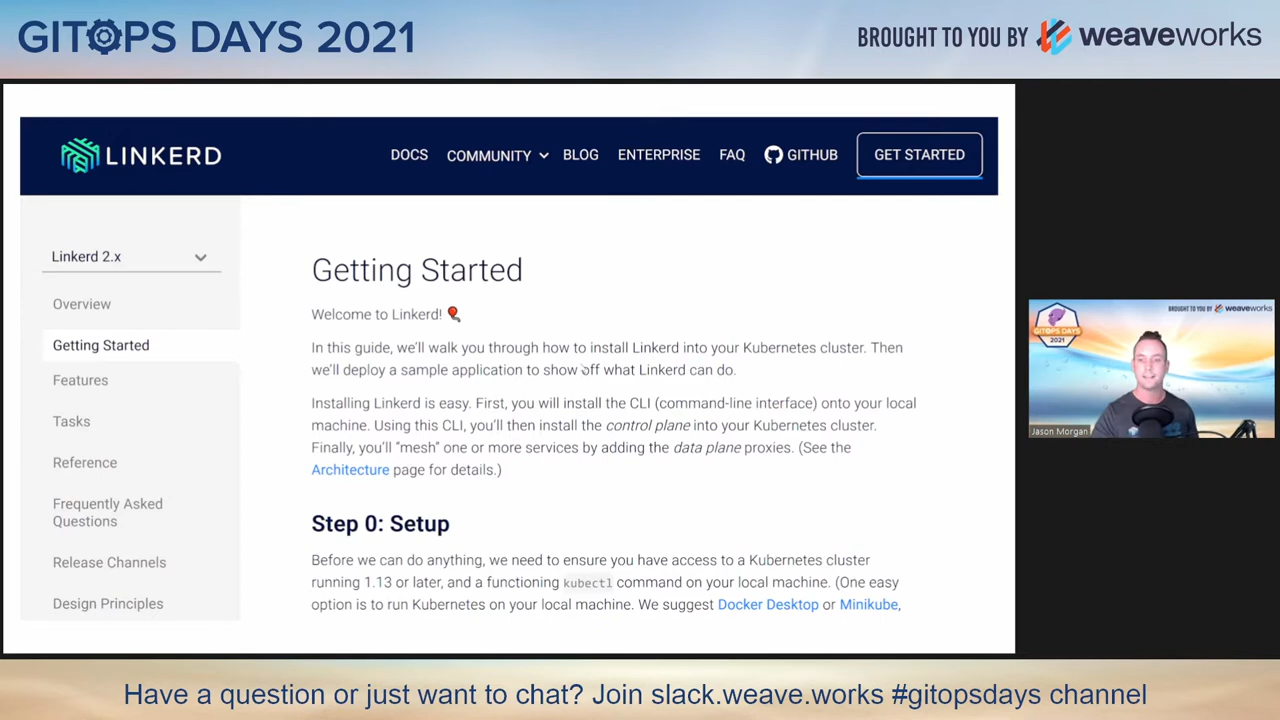 GITOPS DAYS 2021
BROUGHT TO YOU BY weaveworks
LINKERD
DOCS COMMUNITY BLOG ENTERPRISE FAQ GITHUB GET STARTED
Linkerd 2.x
Overview
Getting Started
Features
Tasks
Reference
Frequently Asked
Questions
Release Channels
Design Principles
Getting Started
Welcome to Linkerd!
In this guide, we'll walk you through how to install Linkerd into your Kubernetes cluster. Then
we'll deploy a sample application to show off what Linkerd can do.
Installing Linkerd is easy. First, you will install the CLI (command-line interface) onto your local
machine. Using this CLI, you'll then install the control plane into your Kubernetes cluster.
Finally, you'll "mesh" one or more services by adding the data plane proxies. (See the
Architecture page for details.)
Step 0: Setup
Before we can do anything, we need to ensure you have access to a Kubernetes cluster
running 1.13 or later, and a functioning kubectl command on your local machine. (One easy
option is to run Kubernetes on your local machine. We suggest Docker Desktop or Minikube,
BROUGHT TO YOU BY weaveworks
GITOPS DAYS
2021
Jason Morgan
Have a question or just want to chat? Join slack.weave.works #gitopsdays channel